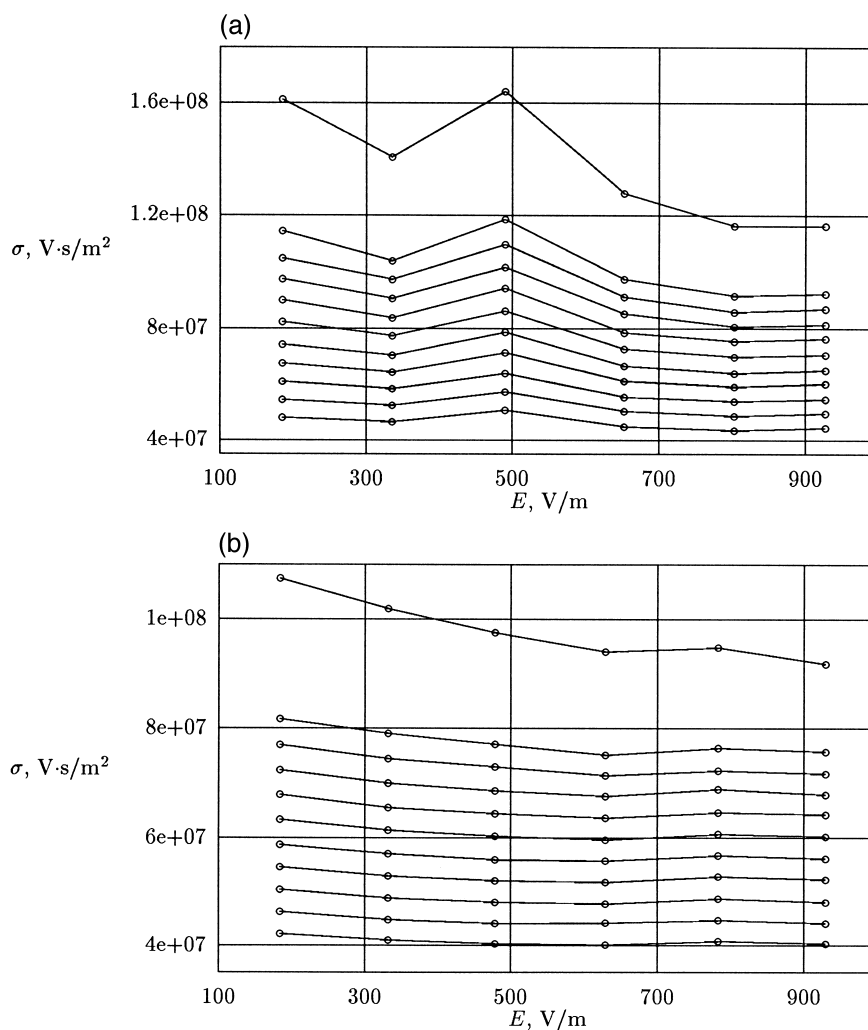 (a)
1.6e+08
1.2e+08
σ, V·s/m²
8e+07
4e+07
100 300 500 700 900
E, V/m
(b)
1e+08
8e+07
σ, V·s/m²
6e+07
4e+07
100 300 500 700 900
E, V/m